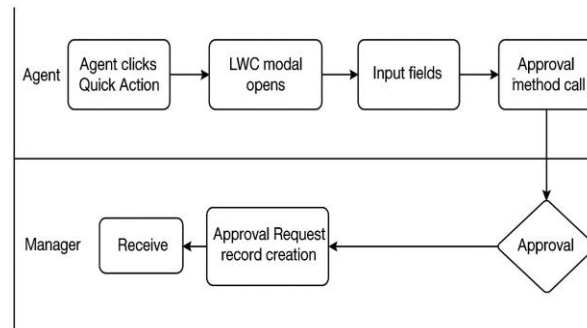 Agent
Agent clicks
Quick Action
LWC modal
opens
Input fields
Approval
method call
Manager
Receive
Approval Request
record creation
Approval